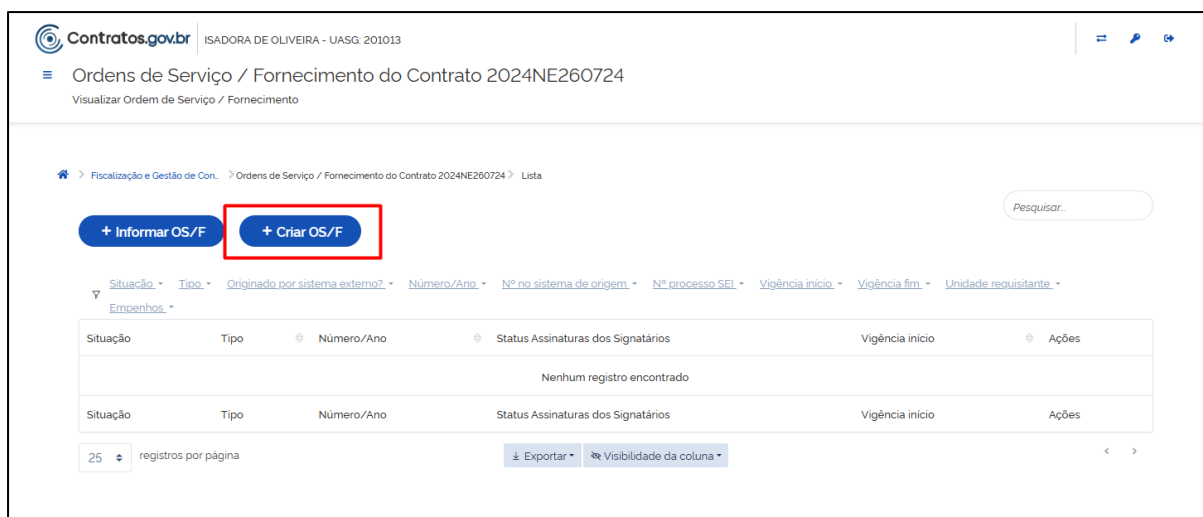 Contratos.gov.br ISADORA DE OLIVEIRA - UASG: 201013
Ordens de Serviço / Fornecimento do Contrato 2024NE260724
Visualizar Ordem de Serviço / Fornecimento
Fiscalização e Gestão de Con... > Ordens de Serviço / Fornecimento do Contrato 2024NE260724 > Lista
Pesquisar...
+ Informar OS/F + Criar OS/F
Situação Tipo Originado por sistema externo? Número/Ano Nº no sistema de origem Nº processo SEI Vigência início Vigência fim Unidade requisitante
Empenhos
Situação Tipo Número/Ano Status Assinaturas dos Signatários Vigência início Ações
Nenhum registro encontrado
Situação Tipo Número/Ano Status Assinaturas dos Signatários Vigência início Ações
25 registros por página Exportar Visibilidade da coluna < >